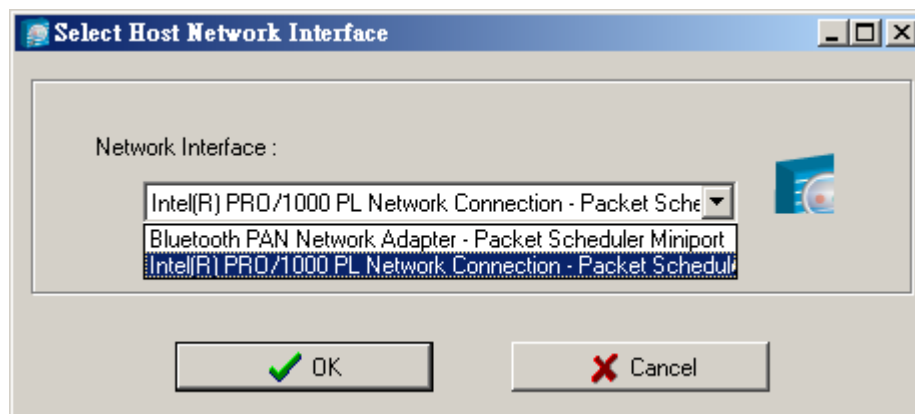 Select Host Network Interface
Network Interface :
Intel(R) PRO/1000 PL Network Connection - Packet Sche
Bluetooth PAN Network Adapter - Packet Scheduler Miniport
Intel(R) PRO/1000 PL Network Connection - Packet Schedul
OK
Cancel